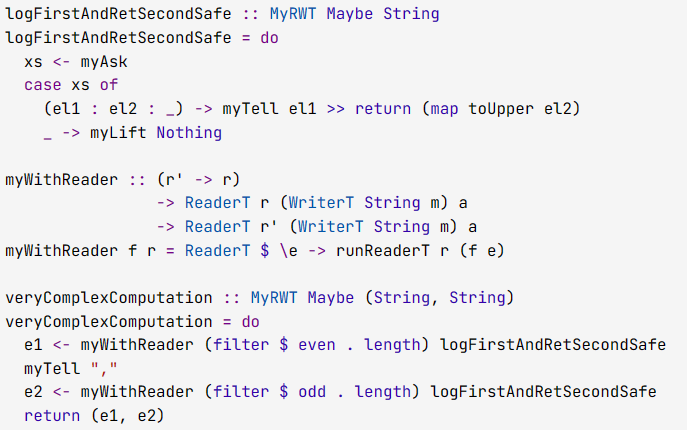 logFirstAndRetSecondSafe :: MyRWT Maybe String
logFirstAndRetSecondSafe = do
  xs <- myAsk
  case xs of
    (el1 : el2 : _) -> myTell el1 >> return (map toUpper el2)
    _ -> myLift Nothing

myWithReader :: (r' -> r)
                -> ReaderT r (WriterT String m) a
                -> ReaderT r' (WriterT String m) a
myWithReader f r = ReaderT $ \e -> runReaderT r (f e)

veryComplexComputation :: MyRWT Maybe (String, String)
veryComplexComputation = do
  e1 <- myWithReader (filter $ even . length) logFirstAndRetSecondSafe
  myTell ","
  e2 <- myWithReader (filter $ odd . length) logFirstAndRetSecondSafe
  return (e1, e2)